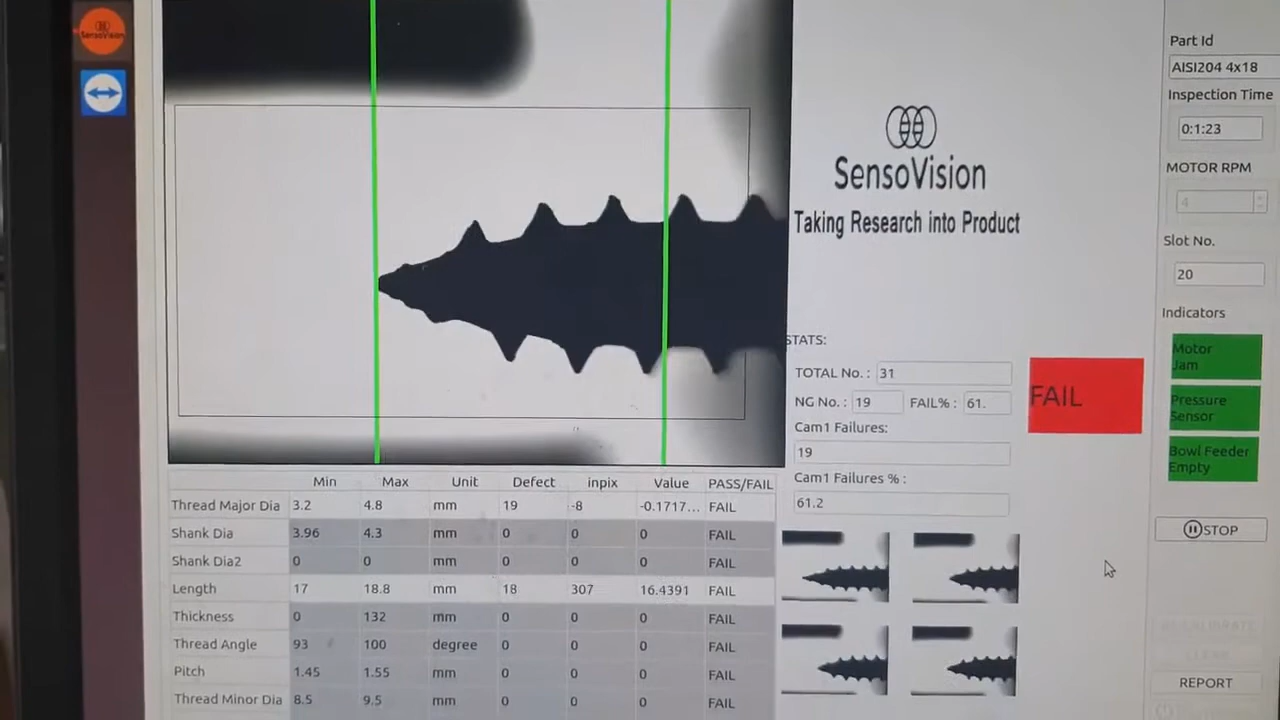 SensoVision
Part Id
AISI204 4x18
Inspection Time
0:1:23
MOTOR RPM
4
SensoVision
Taking Research into Product
Slot No.
20
Indicators
Motor
Jam
Pressure
Sensor
Bowl Feeder
Empty
STATS:
TOTAL No. : 31
NG No. : 19 FAIL% : 61.
FAIL
Cam1 Failures:
19
Cam1 Failures % :
61.2
STOP
Min Max Unit Defect inpix Value PASS/FAIL
Thread Major Dia 3.2 4.8 mm 19 -8 -0.1717... FAIL
Shank Dia 3.96 4.3 mm 0 0 0 FAIL
Shank Dia2 0 0 mm 0 0 0 FAIL
Length 17 18.8 mm 18 307 16.4391 FAIL
Thickness 0 132 mm 0 0 0 FAIL
Thread Angle 93 100 degree 0 0 0 FAIL
Pitch 1.45 1.55 mm 0 0 0 FAIL
Thread Minor Dia 8.5 9.5 mm 0 0 0 FAIL
REPORT